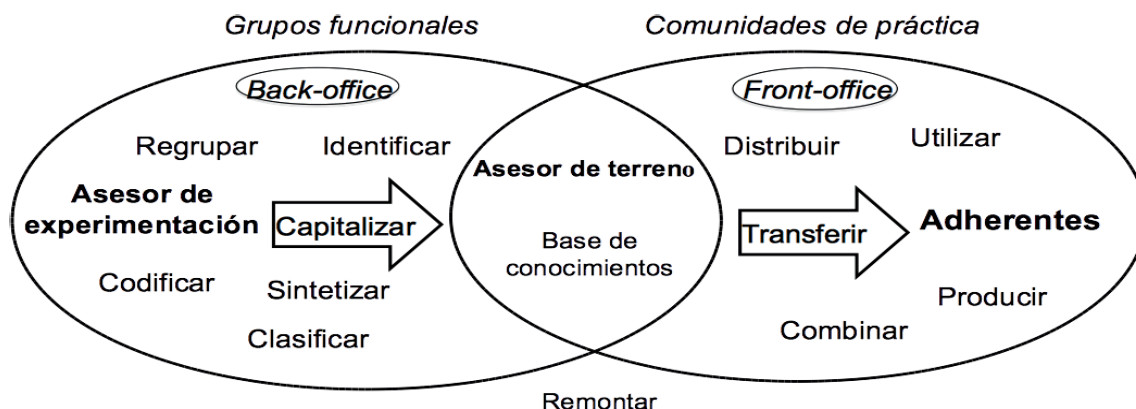 Grupos funcionales
Comunidades de práctica
Back-office
Front-office
Regrupar
Identificar
Distribuir
Utilizar
Asesor de terreno
Asesor de
experimentación
Capitalizar
Transferir
Adherentes
Base de
conocimientos
Codificar
Sintetizar
Clasificar
Producir
Combinar
Remontar